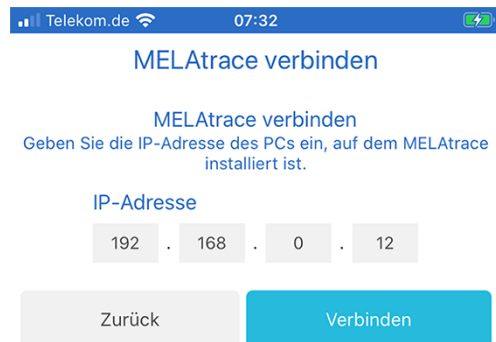 Telekom.de 07:32
MELAtrace verbinden
MELAtrace verbinden
Geben Sie die IP-Adresse des PCs ein, auf dem MELAtrace
installiert ist.
IP-Adresse
192 . 168 . 0 . 12
Zurück Verbinden